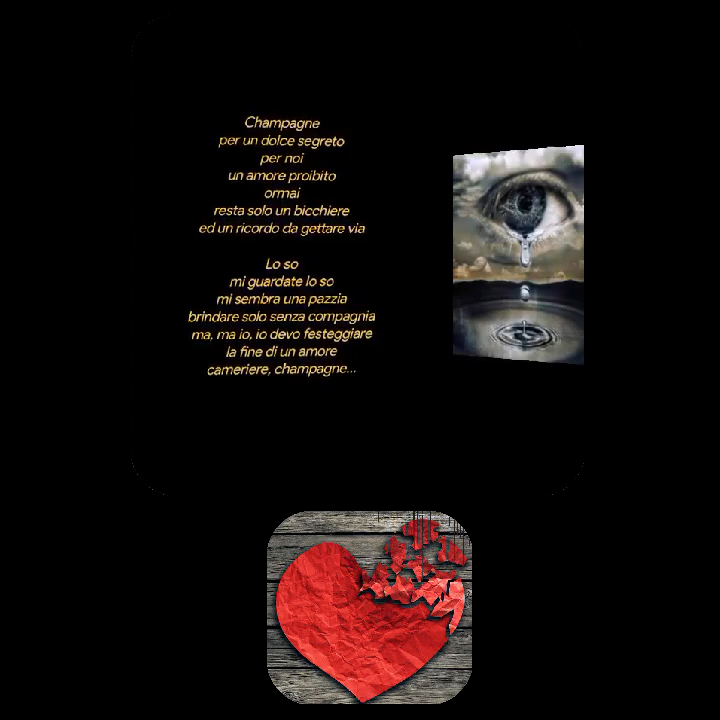 Champagne
per un dolce segreto
per noi
un amore proibito
ormai
resta solo un bicchiere
ed un ricordo da gettare via
Lo so
mi guardate lo so
mi sembra una pazzia
brindare solo senza compagnia
ma, ma io, io devo festeggiare
la fine di un amore
cameriere, champagne...